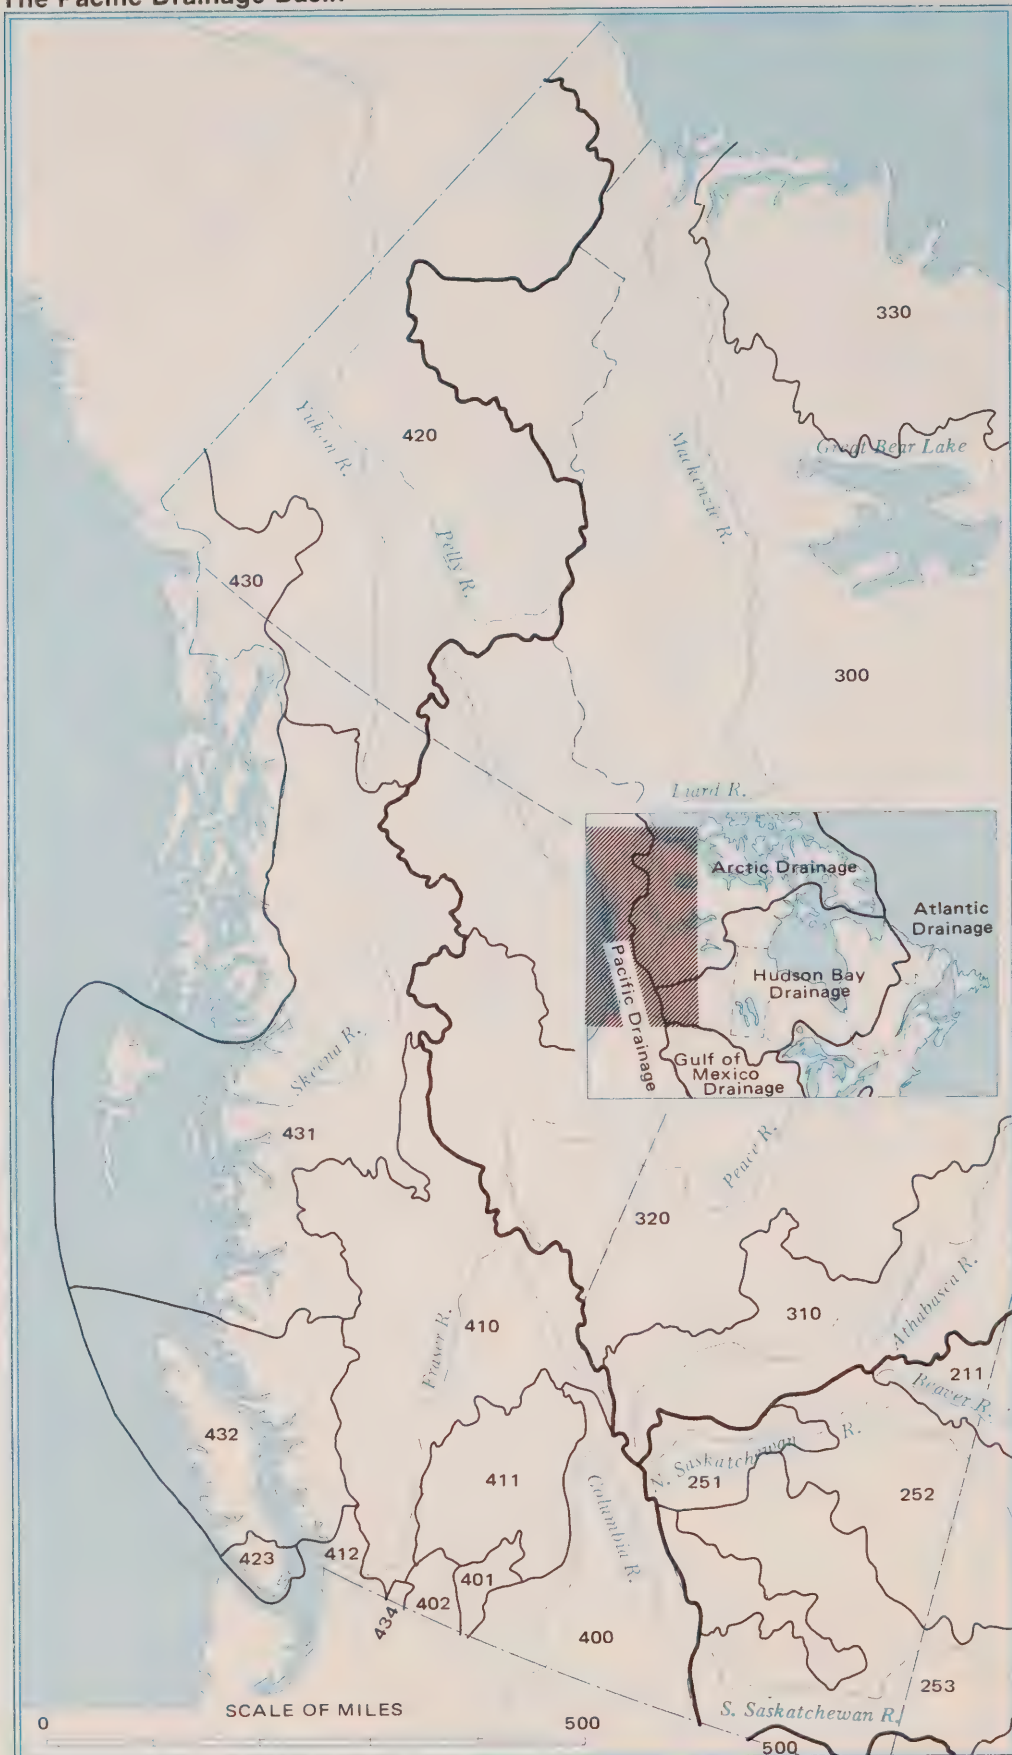 The Pacific Drainage Basin
330
Great Bear Lake
Yukon R.
420
Mackenzie R.
Pelly R.
430
300
Liard R.
Arctic Drainage
Atlantic
Drainage
Pacific Drainage
Hudson Bay
Drainage
Gulf of
Mexico
Drainage
Skeena R.
431
Peace R.
320
310
Athabasca R.
Fraser R.
410
211
Beaver R.
432
411
N. Saskatchewan R.
251
252
Columbia R.
423
412
401
402
434
400
253
SCALE OF MILES
S. Saskatchewan R.
0
500
500